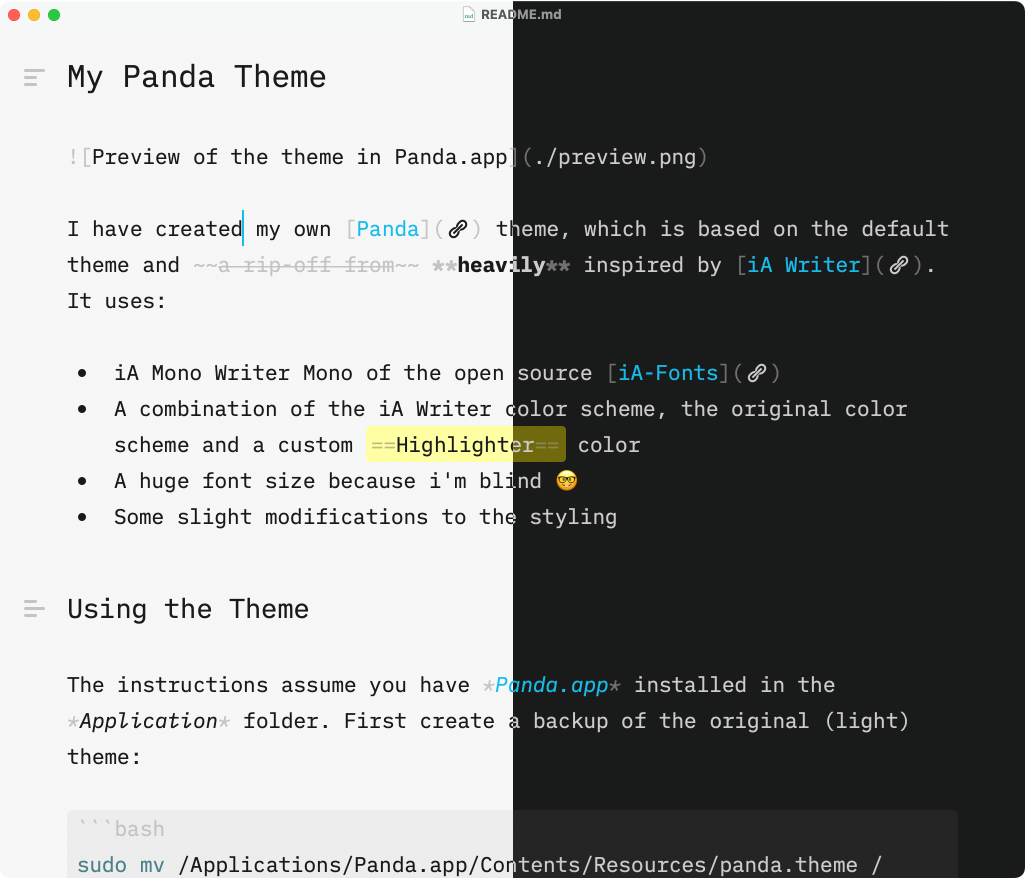 README.md
My Panda Theme
![Preview of the theme in Panda.app](./preview.png)
I have created my own [Panda](🔗) theme, which is based on the default
theme and ~~a rip-off from~~ **heavily** inspired by [iA Writer](🔗).
It uses:
• iA Mono Writer Mono of the open source [iA-Fonts](🔗)
• A combination of the iA Writer color scheme, the original color
scheme and a custom ==Highlighter== color
• A huge font size because i'm blind 🤓
• Some slight modifications to the styling
Using the Theme
The instructions assume you have *Panda.app* installed in the
*Application* folder. First create a backup of the original (light)
theme:
```bash
sudo mv /Applications/Panda.app/Contents/Resources/panda.theme /